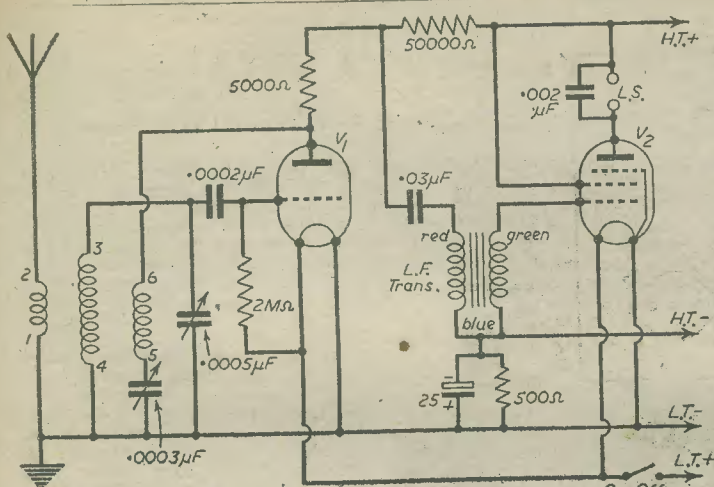 50000Ω
H.T.+
5000Ω
.002
µF
L.S.
V1
V2
.0002µF
.03µF
2
3
6
red
green
L.F.
Trans.
2MΩ
1
4
5
blue
H.T.-
.0005µF
25
-
+
500Ω
L.T.-
.0003µF
L.T.+